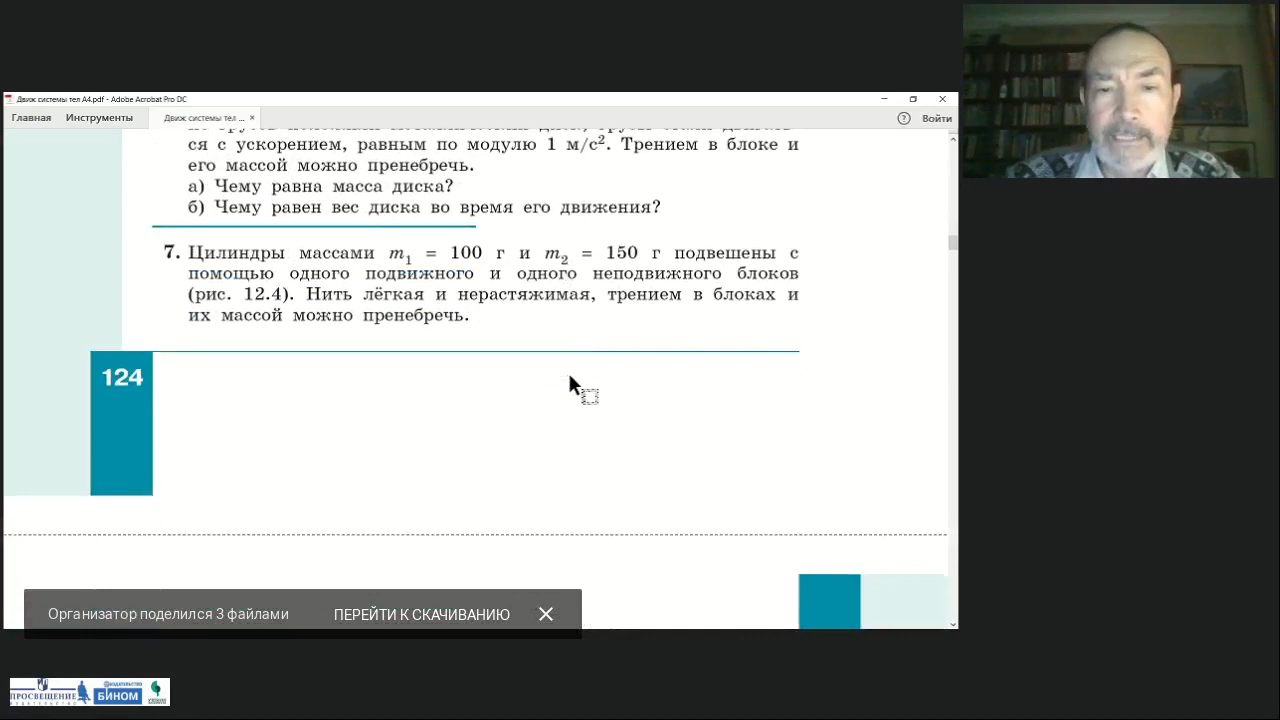 Движ системы тел А4.pdf - Adobe Acrobat Pro DC
Главная Инструменты Движ системы тел ... × ? Войти
ся с ускорением, равным по модулю 1 м/с². Трением в блоке и
его массой можно пренебречь.
а) Чему равна масса диска?
б) Чему равен вес диска во время его движения?
7. Цилиндры массами m₁ = 100 г и m₂ = 150 г подвешены с
помощью одного подвижного и одного неподвижного блоков
(рис. 12.4). Нить лёгкая и нерастяжимая, трением в блоках и
их массой можно пренебречь.
124
Организатор поделился 3 файлами ПЕРЕЙТИ К СКАЧИВАНИЮ
ПРОСВЕЩЕНИЕ
ИЗДАТЕЛЬСТВО
БИНОМ